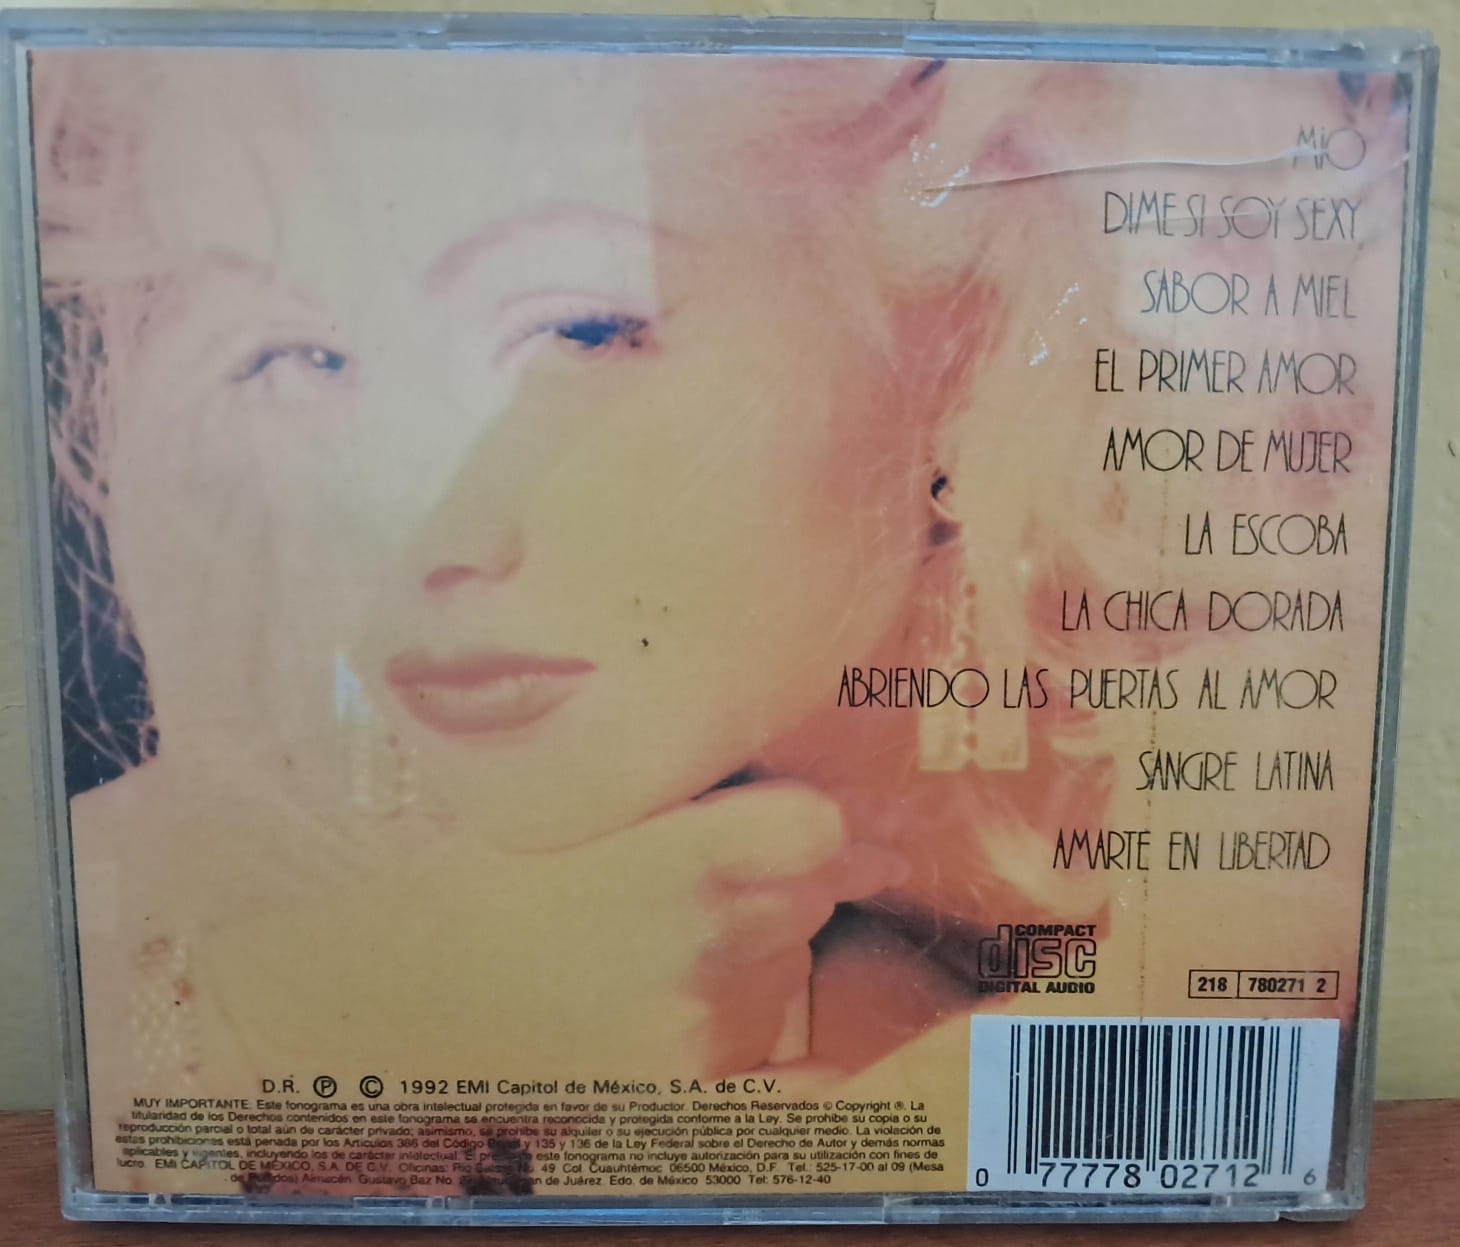 MiO
DIME SI SOY SEXY
SABOR A MIEL
EL PRIMER AMOR
AMOR DE MUJER
LA ESCOBA
LA CHICA DORADA
ABRIENDO LAS PUERTAS AL AMOR
SANGRE LATINA
AMARTE EN LIBERTAD
COMPACT
disc
DIGITAL AUDIO
218 780271 2
D.R. Ⓟ © 1992 EMI Capitol de México, S.A. de C.V.
MUY IMPORTANTE. Este fonograma es una obra intelectual protegida en favor de su Productor. Derechos Reservados © Copyright ®. La
titularidad de los Derechos contenidos en este fonograma se encuentra reconocida y protegida conforme a la Ley. Se prohibe su copia o su
reproducción parcial o total aún de carácter privado; asimismo, se prohibe su alquiler o su ejecución pública por cualquier medio. La violación de
estas prohibiciones está penada por los Artículos 386 del Código y 135 y 136 de la Ley Federal sobre el Derecho de Autor y demás normas
aplicables y vigentes, incluyendo los de carácter intelectual. El este fonograma no incluye autorización para su utilización con fines de
lucro. EMI CAPITOL DE MEXICO, S.A. DE C.V. Oficinas: Rio No. 49 Col. Cuauhtémoc 06500 México, D.F. Tel.: 525-17-00 al 09 (Mesa
de Pedidos) Almacén: Gustavo Baz No. de Juárez. Edo. de México 53000 Tel: 576-12-40
0 77778 02712 6